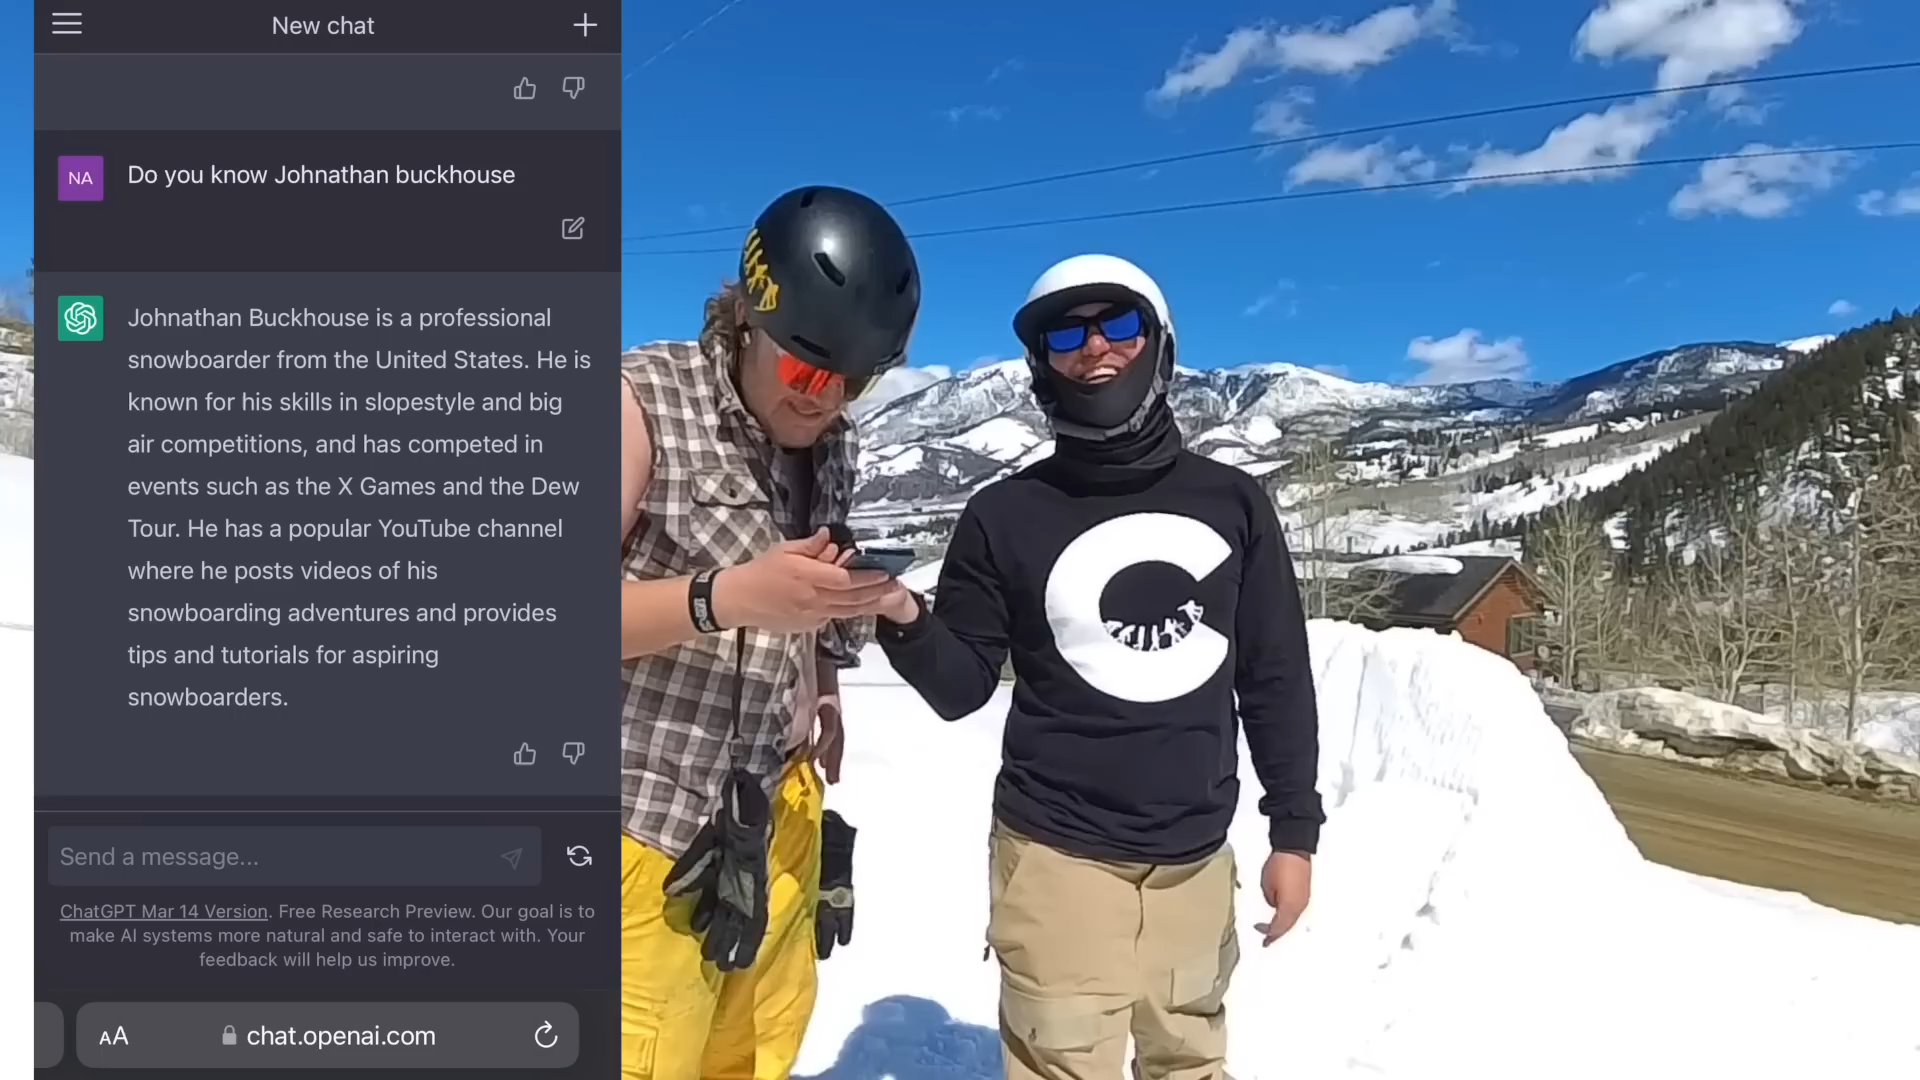 New chat
NA
Do you know Johnathan buckhouse
Johnathan Buckhouse is a professional
snowboarder from the United States. He is
known for his skills in slopestyle and big
air competitions, and has competed in
events such as the X Games and the Dew
Tour. He has a popular YouTube channel
where he posts videos of his
snowboarding adventures and provides
tips and tutorials for aspiring
snowboarders.
Send a message...
ChatGPT Mar 14 Version. Free Research Preview. Our goal is to
make AI systems more natural and safe to interact with. Your
feedback will help us improve.
AA
chat.openai.com
C